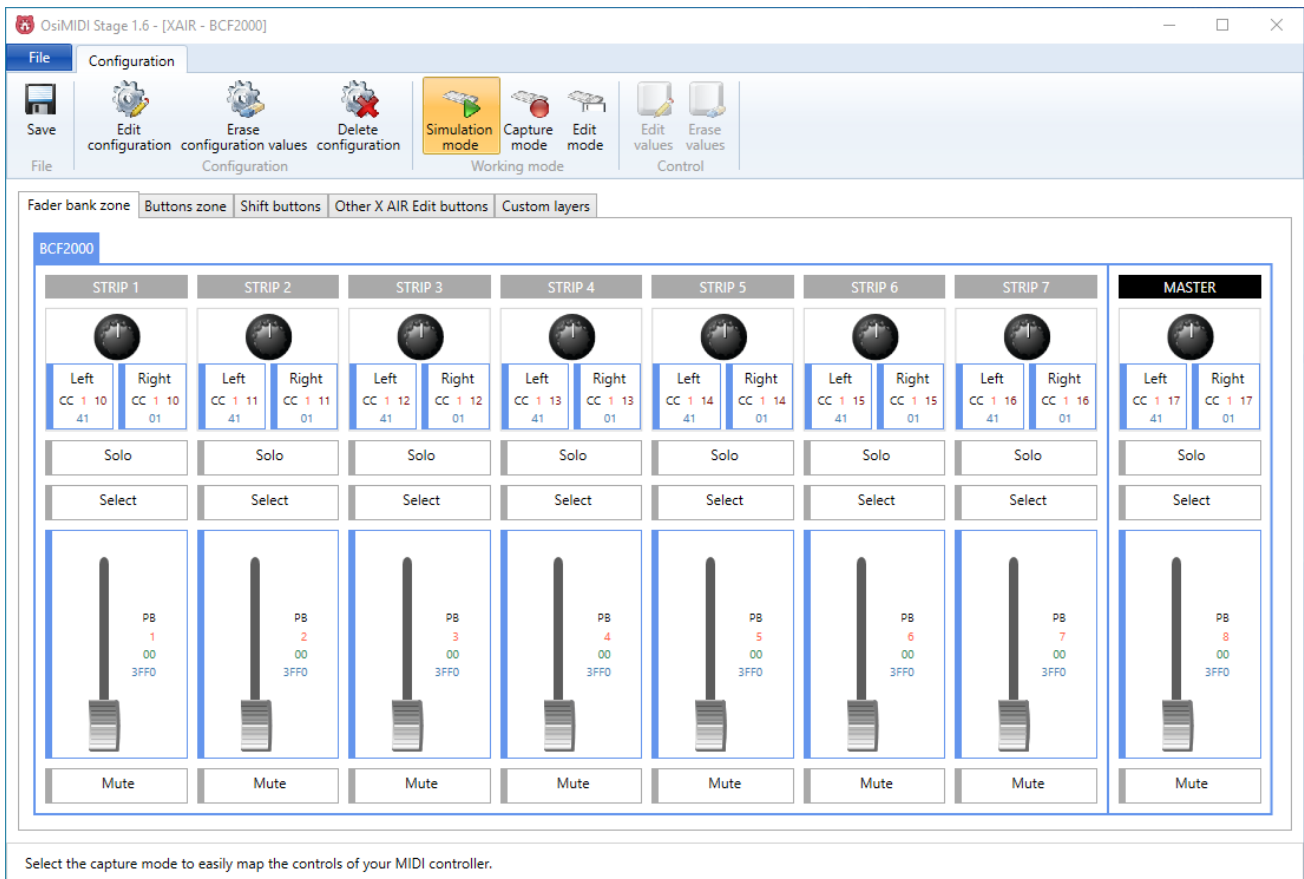 OsiMIDI Stage 1.6 - [XAIR - BCF2000]
File Configuration
Save Edit configuration Erase configuration values Delete configuration Simulation mode Capture mode Edit mode Edit values Erase values
File Configuration Working mode Control
Fader bank zone Buttons zone Shift buttons Other X AIR Edit buttons Custom layers
BCF2000
STRIP 1 STRIP 2 STRIP 3 STRIP 4 STRIP 5 STRIP 6 STRIP 7 MASTER
Left Right Left Right Left Right Left Right Left Right Left Right Left Right Left Right
CC 1 10 CC 1 10 CC 1 11 CC 1 11 CC 1 12 CC 1 12 CC 1 13 CC 1 13 CC 1 14 CC 1 14 CC 1 15 CC 1 15 CC 1 16 CC 1 16 CC 1 17 CC 1 17
41 01 41 01 41 01 41 01 41 01 41 01 41 01 41 01
Solo Solo Solo Solo Solo Solo Solo Solo
Select Select Select Select Select Select Select Select
PB PB PB PB PB PB PB PB
1 2 3 4 5 6 7 8
00 00 00 00 00 00 00 00
3FF0 3FF0 3FF0 3FF0 3FF0 3FF0 3FF0 3FF0
Mute Mute Mute Mute Mute Mute Mute Mute
Select the capture mode to easily map the controls of your MIDI controller.